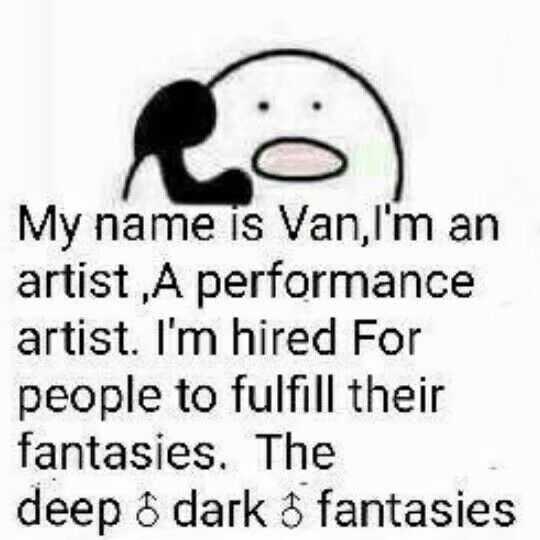 My name is Van,I'm an
artist ,A performance
artist. I'm hired For
people to fulfill their
fantasies.  The
deep ♂ dark ♂ fantasies